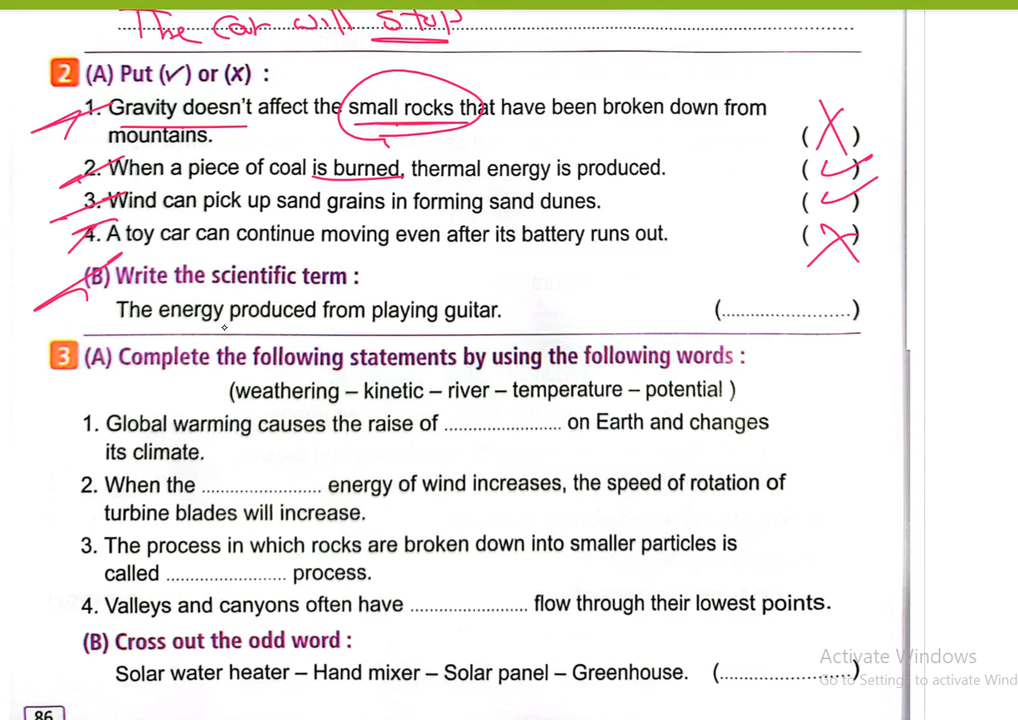 The car will stop
2 (A) Put (✓) or (x) :
1. Gravity doesn't affect the small rocks that have been broken down from
mountains. ( X )
2. When a piece of coal is burned, thermal energy is produced. ( ✓ )
3. Wind can pick up sand grains in forming sand dunes. ( ✓ )
4. A toy car can continue moving even after its battery runs out. ( X )
(B) Write the scientific term :
The energy produced from playing guitar. (........................)
3 (A) Complete the following statements by using the following words :
(weathering – kinetic – river – temperature – potential )
1. Global warming causes the raise of ........................ on Earth and changes
its climate.
2. When the ........................ energy of wind increases, the speed of rotation of
turbine blades will increase.
3. The process in which rocks are broken down into smaller particles is
called ........................ process.
4. Valleys and canyons often have ........................ flow through their lowest points.
(B) Cross out the odd word :
Solar water heater – Hand mixer – Solar panel – Greenhouse. (........................)
Activate Windows
Go to Settings to activate Wind
86